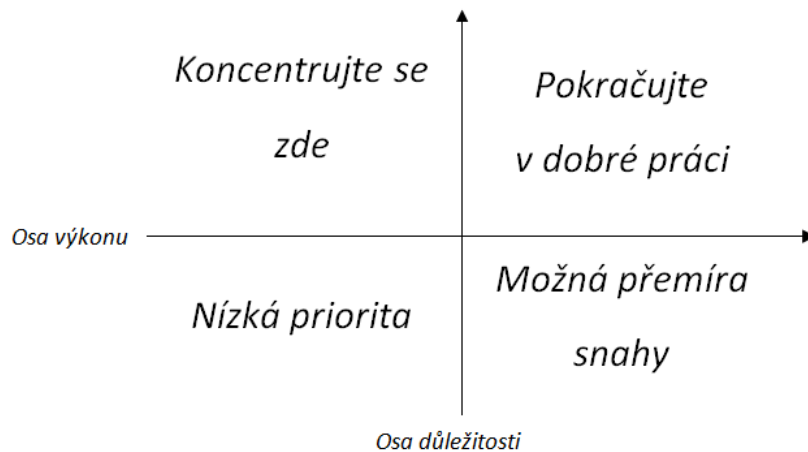 Koncentrujte se
zde
Pokračujte
v dobré práci
Osa výkonu
Nízká priorita
Možná přemíra
snahy
Osa důležitosti